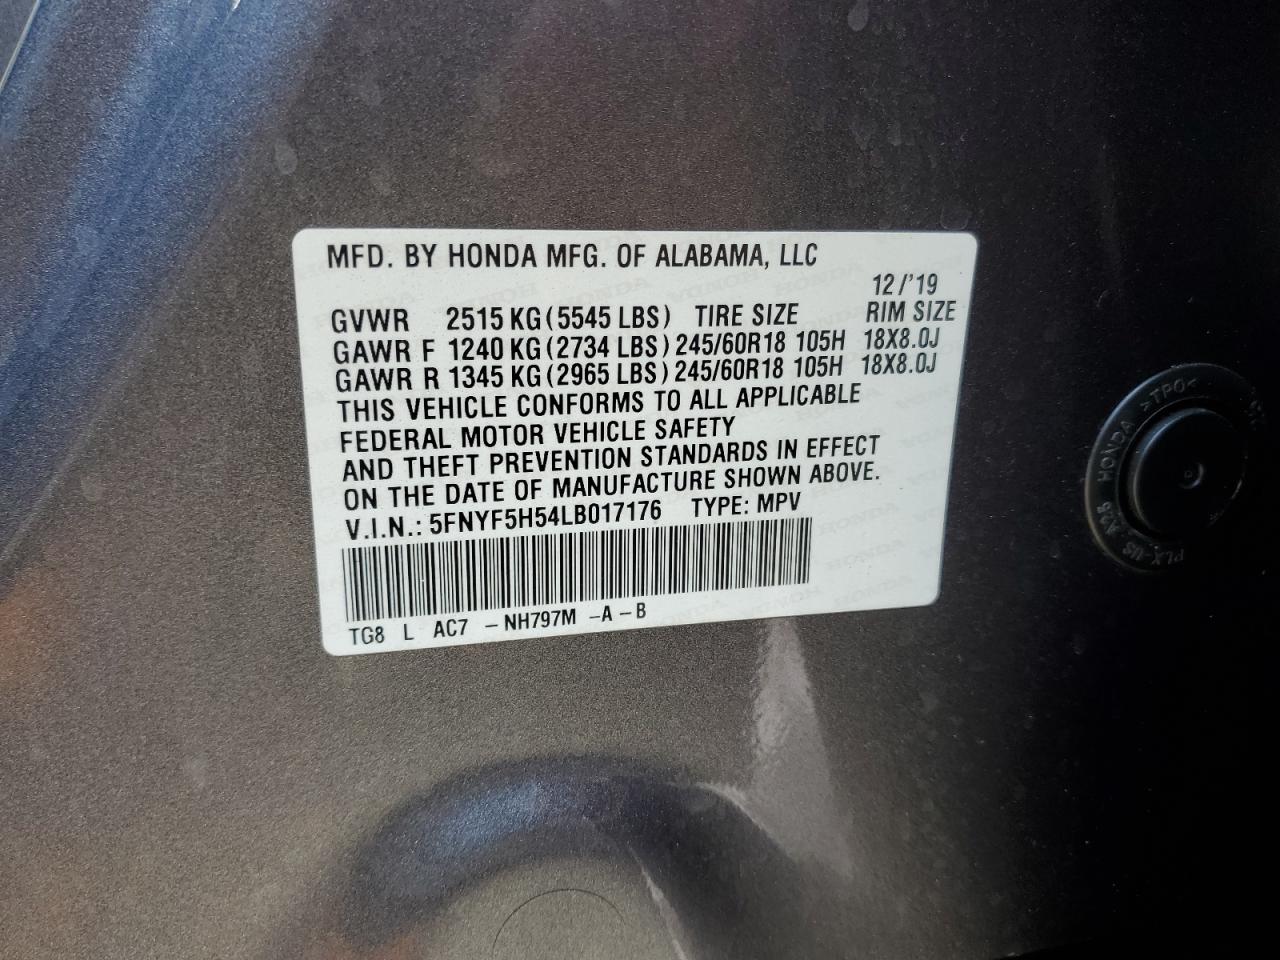 MFD. BY HONDA MFG. OF ALABAMA, LLC
12/'19
GVWR 2515 KG (5545 LBS) TIRE SIZE RIM SIZE
GAWR F 1240 KG (2734 LBS) 245/60R18 105H 18X8.0J
GAWR R 1345 KG (2965 LBS) 245/60R18 105H 18X8.0J
THIS VEHICLE CONFORMS TO ALL APPLICABLE
FEDERAL MOTOR VEHICLE SAFETY
AND THEFT PREVENTION STANDARDS IN EFFECT
ON THE DATE OF MANUFACTURE SHOWN ABOVE.
V.I.N.: 5FNYF5H54LB017176 TYPE: MPV
TG8 L AC7 - NH797M - A - B
HONDA >TPO<